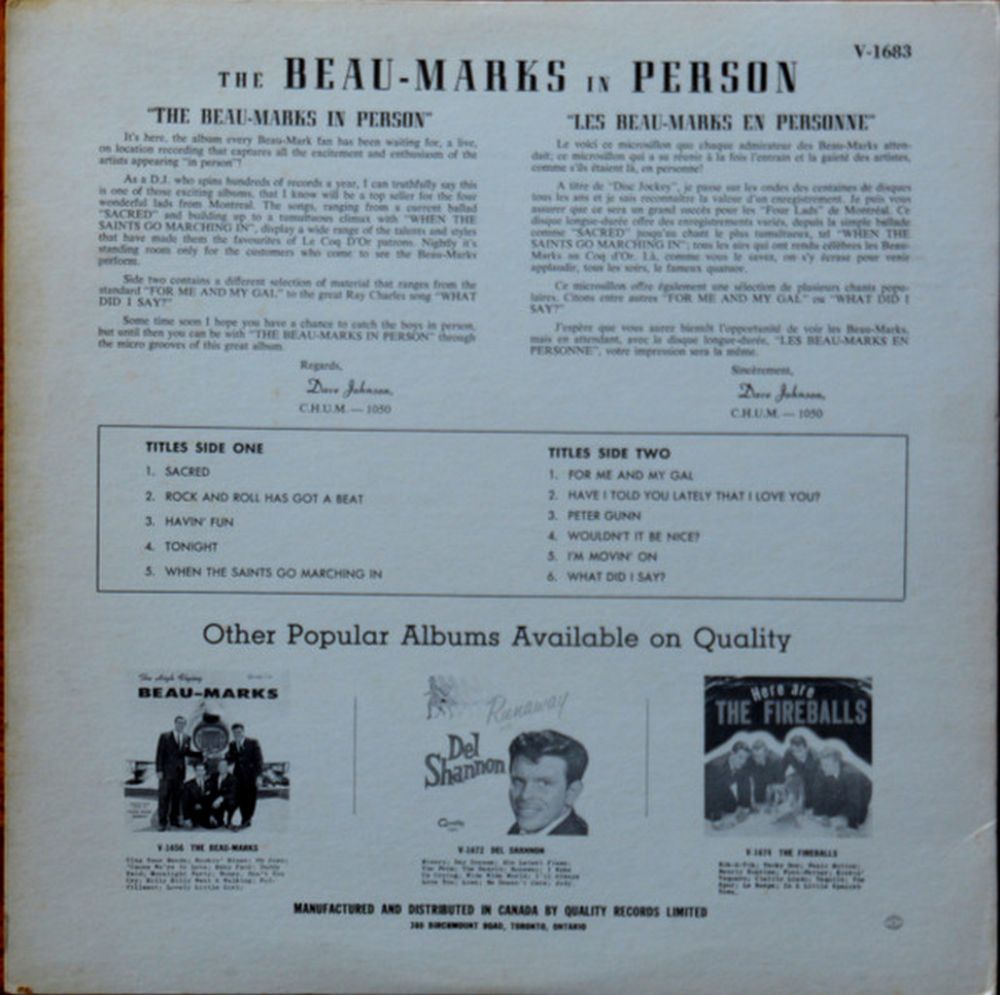 V-1683
THE BEAU-MARKS IN PERSON
"THE BEAU-MARKS IN PERSON"
It's here, the album every Beau-Mark fan has been waiting for, a live,
on location recording that captures all the excitement and enthusiasm of the
artists appearing "in person"!
As a D.J. who spins hundreds of records a year, I can truthfully say this
is one of those exciting albums, that I know will be a top seller for the four
wonderful lads from Montreal. The songs, ranging from a current ballad
"SACRED" and building up to a tumultuous climax with "WHEN THE
SAINTS GO MARCHING IN", display a wide range of the talents and styles
that have made them the favourites of Le Coq D'Or patrons. Nightly it's
standing room only for the customers who come to see the Beau-Marks
perform.
Side two contains a different selection of material that ranges from the
standard "FOR ME AND MY GAL" to the great Ray Charles song "WHAT
DID I SAY?"
Some time soon I hope you have a chance to catch the boys in person,
but until then you can be with "THE BEAU-MARKS IN PERSON" through
the micro grooves of this great album.
Regards,
Dave Johnson,
C.H.U.M. — 1050
"LES BEAU-MARKS EN PERSONNE"
Le voici ce microsillon que chaque admirateur des Beau-Marks atten-
dait; ce microsillon qui a su réunir à la fois l'entrain et la gaieté des artistes,
comme s'ils étaient là, en personne!
A titre de "Disc Jockey", je passe sur les ondes des centaines de disques
tous les ans et je sais reconnaître la valeur d'un enregistrement. Je puis vous
assurer que ce sera un grand succès pour les "Four Lads" de Montréal. Ce
disque longue-durée offre des enregistrements variés, depuis la simple ballade
comme "SACRED" jusqu'au chant le plus tumultueux, tel "WHEN THE
SAINTS GO MARCHING IN"; tous les airs qui ont rendu célèbres les Beau-
Marks au Coq d'Or. Là, comme vous le savez, on s'y écrase pour venir
applaudir, tous les soirs, le fameux quatuor.
Ce microsillon offre également une sélection de plusieurs chants popu-
laires. Citons entre autres "FOR ME AND MY GAL" ou "WHAT DID I
SAY?"
J'espère que vous aurez bientôt l'opportunité de voir les Beau-Marks,
mais en attendant, avec le disque longue-durée, "LES BEAU-MARKS EN
PERSONNE", votre impression sera la même.
Sincèrement,
Dave Johnson,
C.H.U.M. — 1050
TITLES SIDE ONE
1. SACRED
2. ROCK AND ROLL HAS GOT A BEAT
3. HAVIN' FUN
4. TONIGHT
5. WHEN THE SAINTS GO MARCHING IN
TITLES SIDE TWO
1. FOR ME AND MY GAL
2. HAVE I TOLD YOU LATELY THAT I LOVE YOU?
3. PETER GUNN
4. WOULDN'T IT BE NICE?
5. I'M MOVIN' ON
6. WHAT DID I SAY?
Other Popular Albums Available on Quality
The High Flying
BEAU-MARKS
V-1656 THE BEAU-MARKS
Runaway
Del
Shannon
Quality
V-1672 DEL SHANNON
Here are
THE FIREBALLS
THE FIREBALLS
MANUFACTURED AND DISTRIBUTED IN CANADA BY QUALITY RECORDS LIMITED
380 BIRCHMOUNT ROAD, TORONTO, ONTARIO